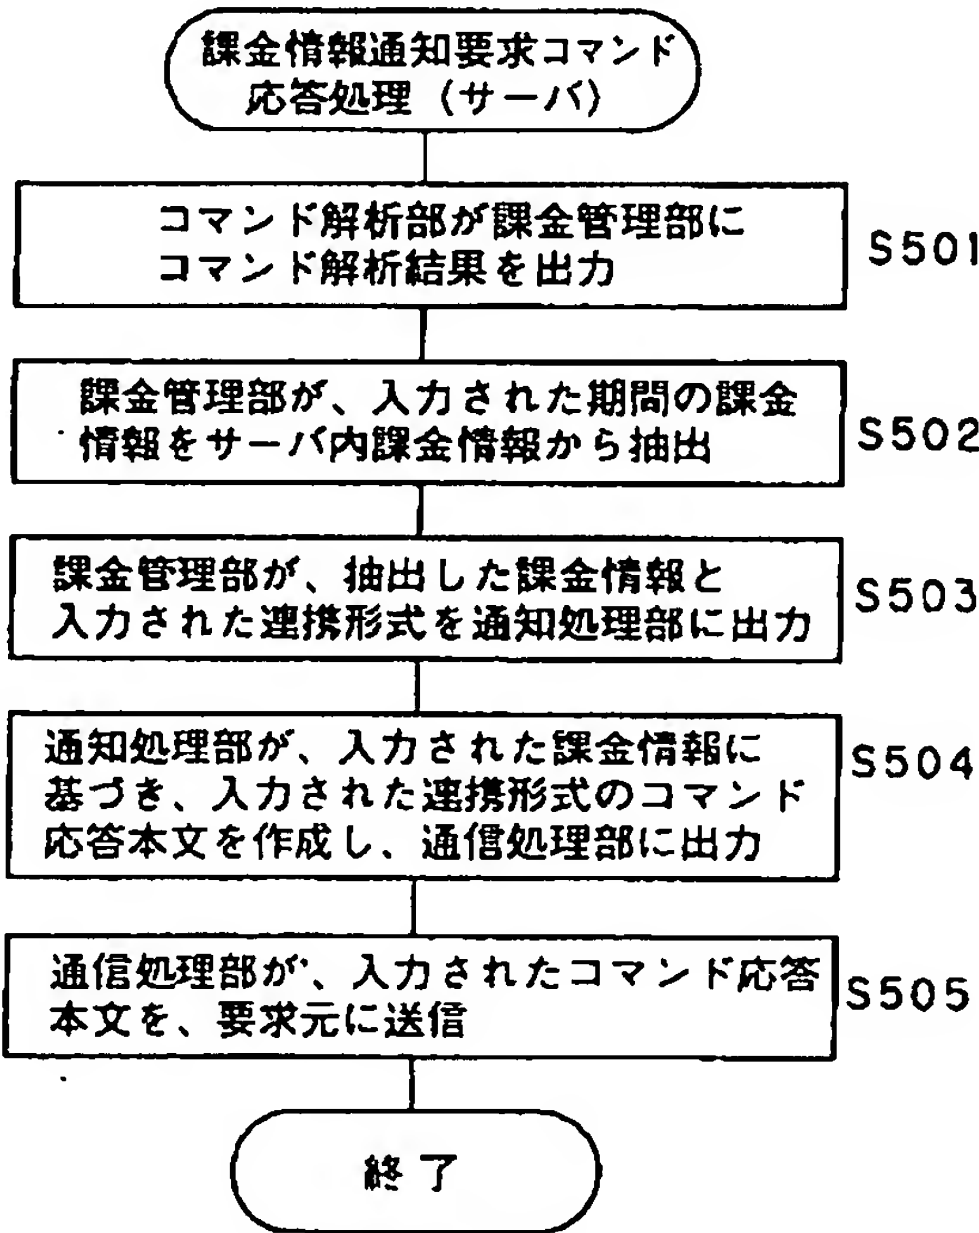 課金情報通知要求コマンド
応答処理（サーバ）
コマンド解析部が課金管理部に
コマンド解析結果を出力
S501
課金管理部が、入力された期間の課金
情報をサーバ内課金情報から抽出
S502
課金管理部が、抽出した課金情報と
入力された連携形式を通知処理部に出力
S503
通知処理部が、入力された課金情報に
基づき、入力された連携形式のコマンド
応答本文を作成し、通信処理部に出力
S504
通信処理部が、入力されたコマンド応答
本文を、要求元に送信
S505
終了